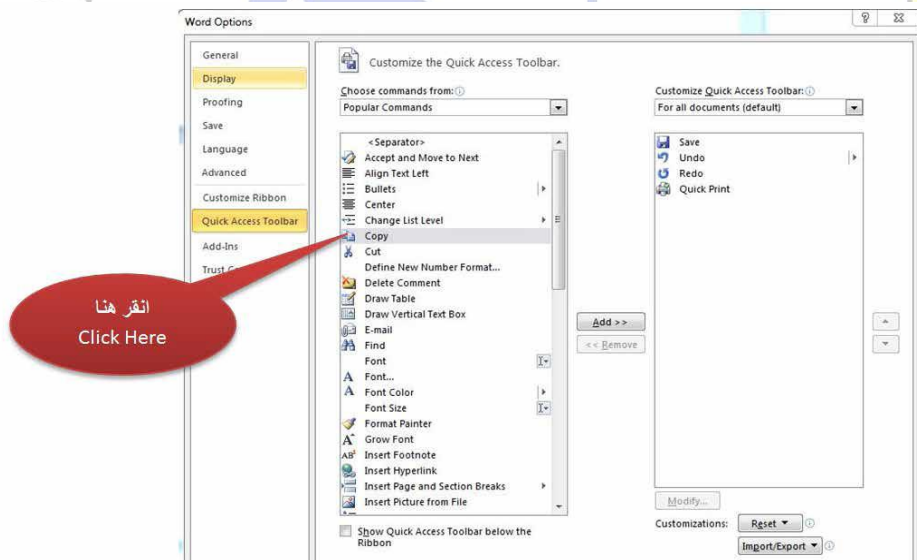 Word Options
General
Display
Proofing
Save
Language
Advanced
Customize Ribbon
Quick Access Toolbar
Add-Ins
Trust
انقر هنا
Click Here
Customize the Quick Access Toolbar.
Choose commands from:
Popular Commands
<Separator>
Accept and Move to Next
Align Text Left
Bullets
Center
Change List Level
Copy
Cut
Define New Number Format...
Delete Comment
Draw Table
Draw Vertical Text Box
E-mail
Find
Font
Font...
Font Color
Font Size
Format Painter
Grow Font
Insert Footnote
Insert Hyperlink
Insert Page and Section Breaks
Insert Picture from File
Show Quick Access Toolbar below the
Ribbon
Add >>
<< Remove
Customize Quick Access Toolbar:
For all documents (default)
Save
Undo
Redo
Quick Print
Modify...
Customizations: Reset
Import/Export